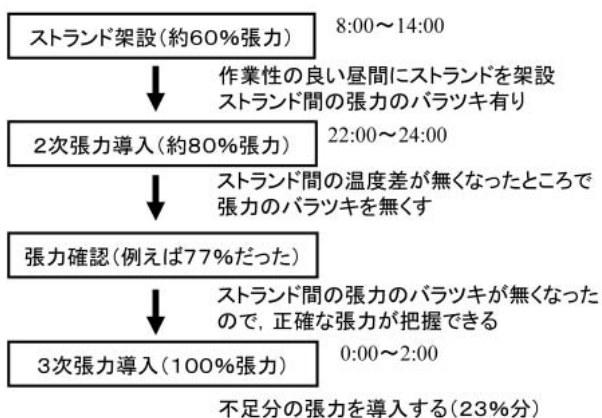 ストランド架設(約60%張力)
8:00～14:00
作業性の良い昼間にストランドを架設
ストランド間の張力のバラツキ有り
2次張力導入(約80%張力)
22:00～24:00
ストランド間の温度差が無くなったところで
張力のバラツキを無くす
張力確認(例えば77%だった)
ストランド間の張力のバラツキが無くなった
ので, 正確な張力が把握できる
3次張力導入(100%張力)
0:00～2:00
不足分の張力を導入する(23%分)